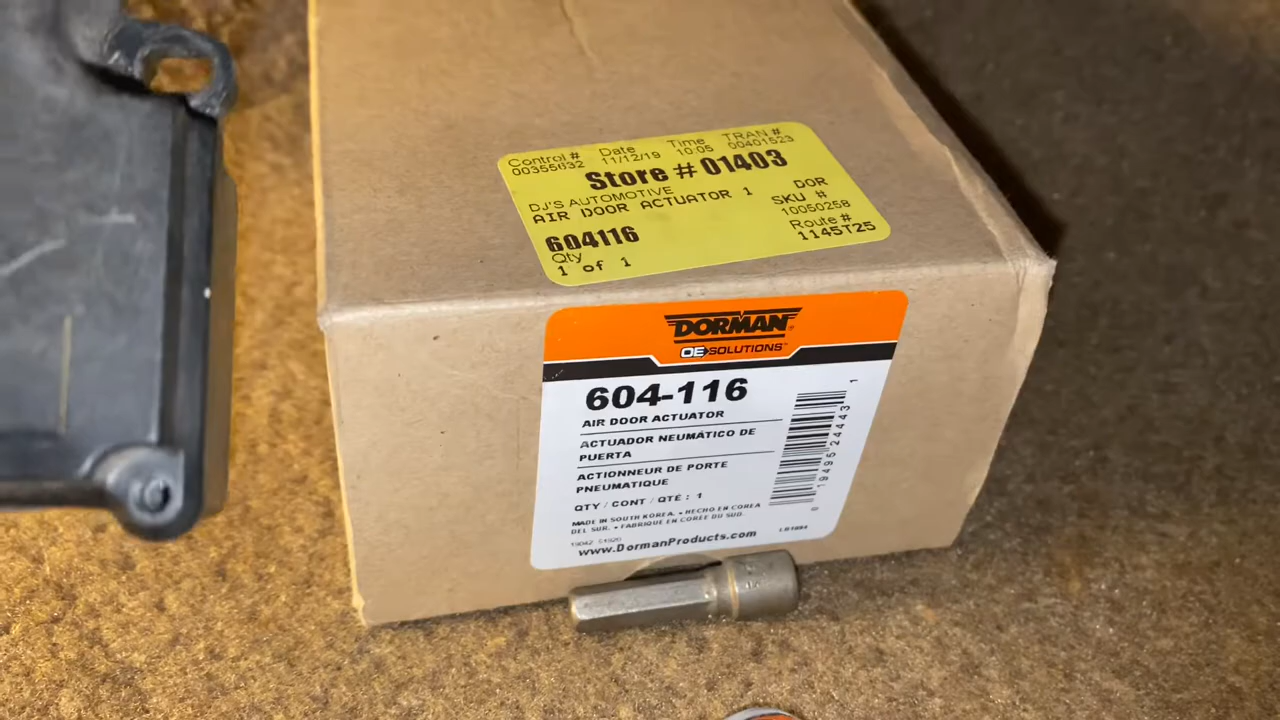 Control # Date Time TRAN #
00355832 11/12/19 10:05 00401523
Store # 01403
DJ'S AUTOMOTIVE DOR
AIR DOOR ACTUATOR 1 SKU #
10050258
604116 Route #
Qty 1145T25
1 of 1
DORMAN
OE SOLUTIONS
604-116
AIR DOOR ACTUATOR
ACTUADOR NEUMÁTICO DE
PUERTA
ACTIONNEUR DE PORTE
PNEUMATIQUE
QTY / CONT / QTÉ : 1
MADE IN SOUTH KOREA. • HECHO EN COREA
DEL SUR. • FABRIQUÉ EN CORÉE DU SUD.
www.DormanProducts.com
0 19495 24443 1